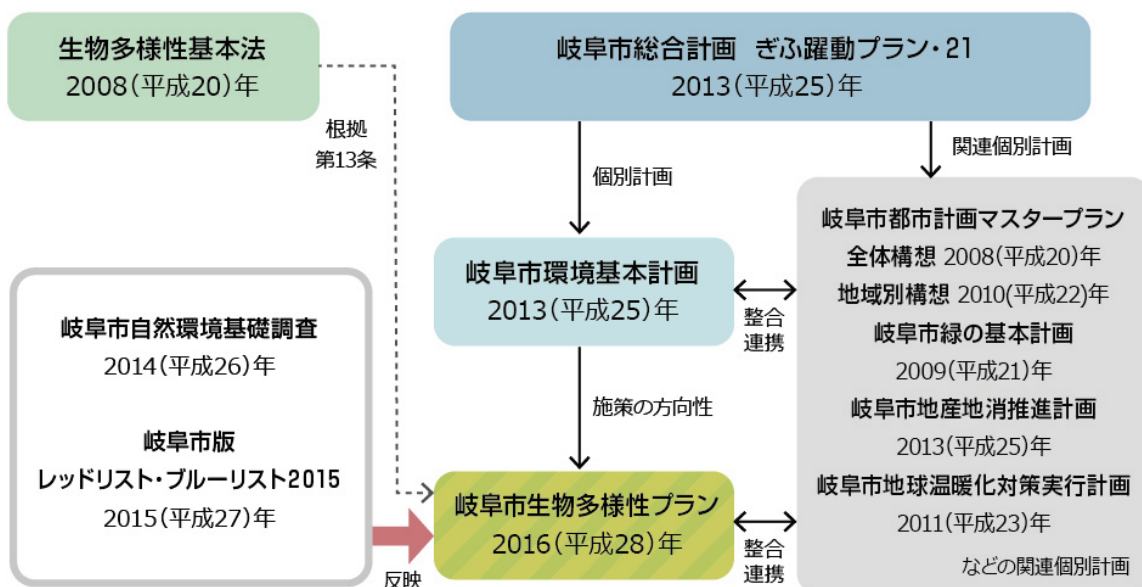 生物多様性基本法
2008(平成20)年
岐阜市総合計画 ぎふ躍動プラン・21
2013(平成25)年
根拠
第13条
個別計画
関連個別計画
岐阜市環境基本計画
2013(平成25)年
整合
連携
岐阜市都市計画マスタープラン
全体構想 2008(平成20)年
地域別構想 2010(平成22)年
岐阜市緑の基本計画
2009(平成21)年
岐阜市地産地消推進計画
2013(平成25)年
岐阜市地球温暖化対策実行計画
2011(平成23)年
などの関連個別計画
岐阜市自然環境基礎調査
2014(平成26)年
岐阜市版
レッドリスト・ブルーリスト2015
2015(平成27)年
施策の方向性
反映
岐阜市生物多様性プラン
2016(平成28)年
整合
連携